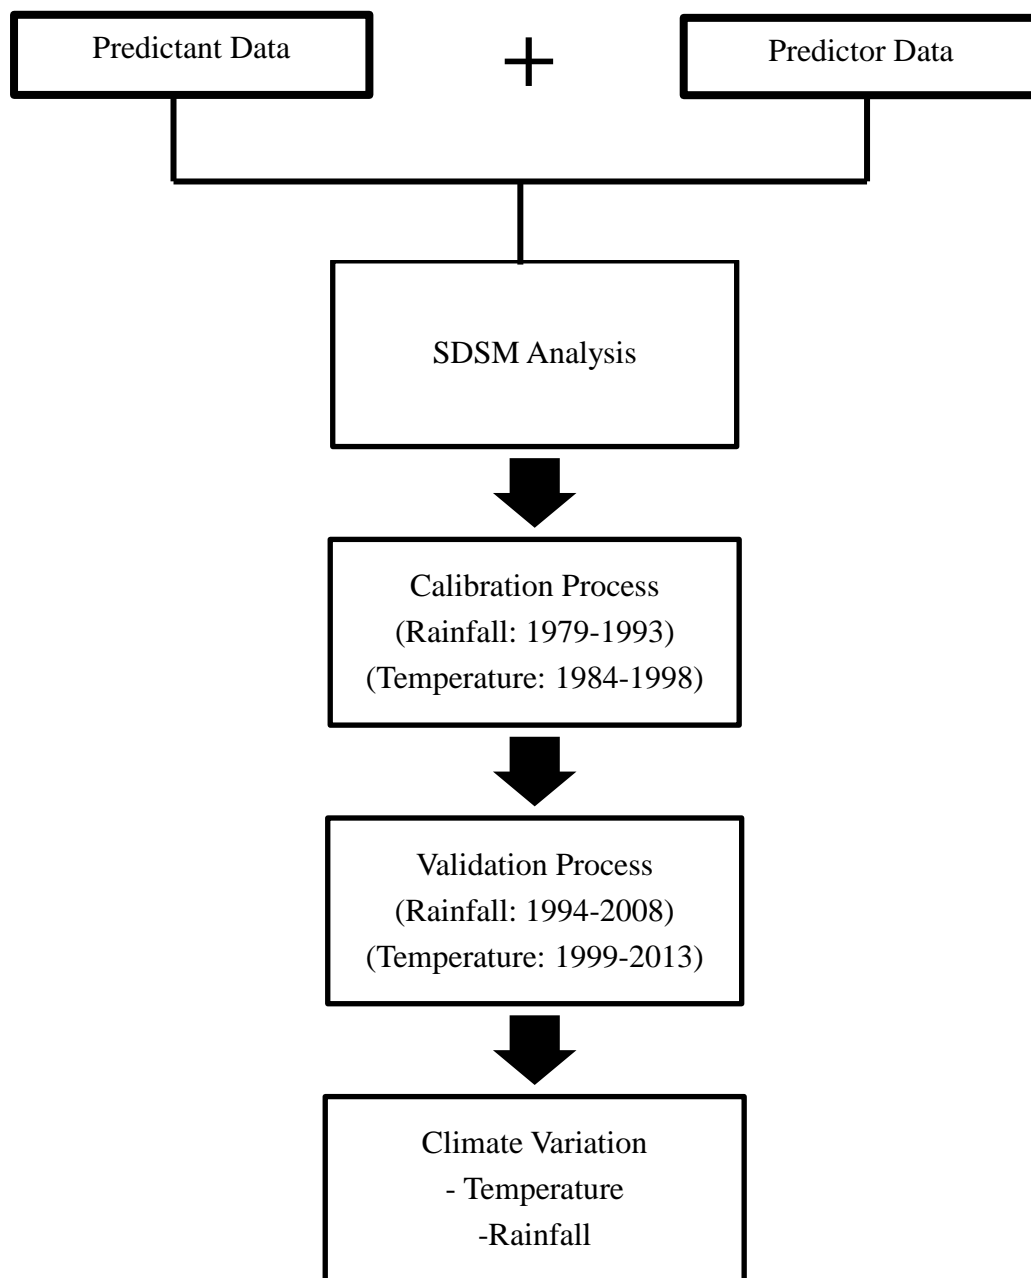 Predictant Data
+
Predictor Data
SDSM Analysis
Calibration Process
(Rainfall: 1979-1993)
(Temperature: 1984-1998)
Validation Process
(Rainfall: 1994-2008)
(Temperature: 1999-2013)
Climate Variation
- Temperature
-Rainfall